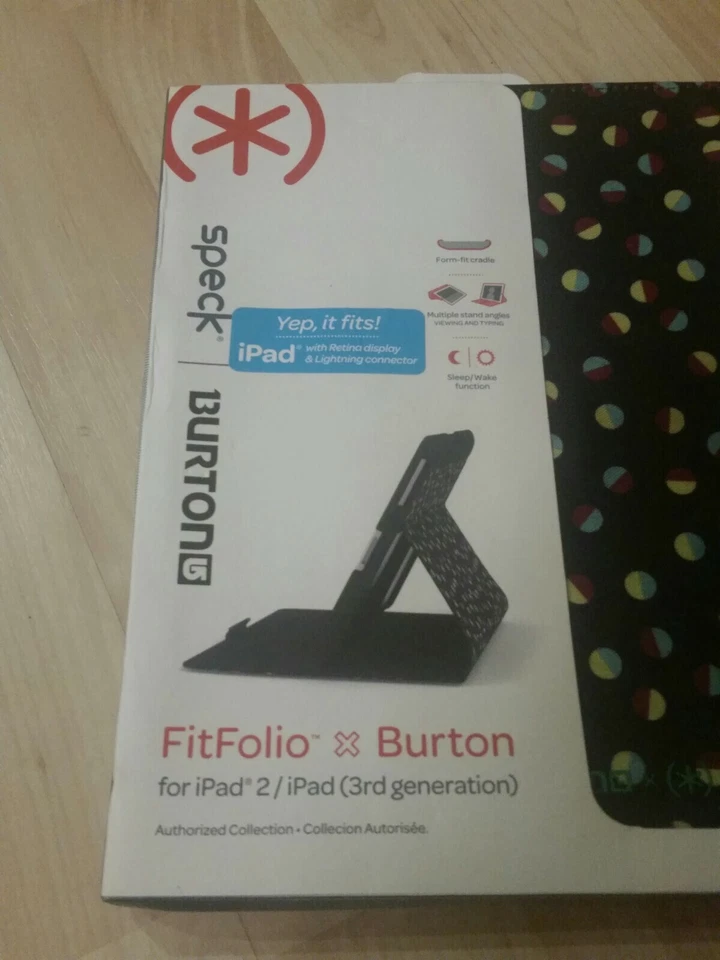 speck®
BURTON
Form-fit cradle
Multiple stand angles
VIEWING AND TYPING
Sleep/Wake
function
Yep, it fits!
iPad® with Retina display
& Lightning connector
FitFolio™ x Burton
for iPad® 2 / iPad (3rd generation)
Authorized Collection • Collecion Autorisée.